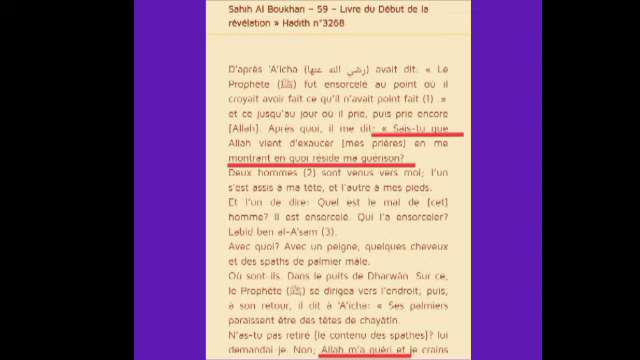 Sahih Al Boukhari - 59 - Livre du Début de la
révélation » Hadith n°3268
D'après 'A'icha (رضي الله عنها) avait dit: « Le
Prophète (ﷺ) fut ensorcelé au point où il
croyait avoir fait ce qu'il n'avait point fait (1) .»
et ce jusqu'au jour où il prie, puis prie encore
[Allah]. Après quoi, il me dit: « Sais-tu que
Allah vient d'exaucer [mes prières] en me
montrant en quoi réside ma guérison?
Deux hommes (2) sont venus vers moi; l'un
s'est assis à ma tête, et l'autre à mes pieds.
Et l'un de dire: Quel est le mal de [cet]
homme? Il est ensorcelé. Qui l'a ensorceler?
Labid ben al-A'sam (3).
Avec quoi? Avec un peigne, quelques cheveux
et des spaths de palmier mâle.
Où sont-ils. Dans le puits de Dharwân. Sur ce,
le Prophète (ﷺ) se dirigea vers l'endroit; puis,
à son retour, il dit à 'A'icha: « Ses palmiers
paraissent être des têtes de chayâtîn.
N'as-tu pas retiré [le contenu des spathes]? lui
demandai-je. Non; Allah m'a guéri et je crains